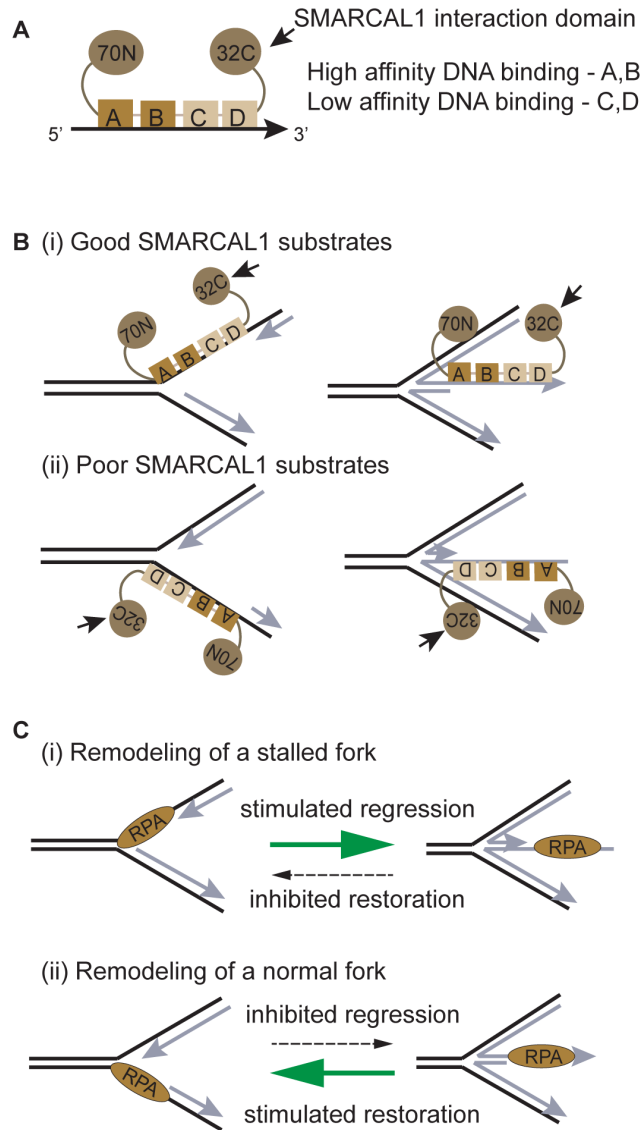 A
70N
32C
SMARCAL1 interaction domain
High affinity DNA binding - A,B
Low affinity DNA binding - C,D
A B C D
5’
3’
B (i) Good SMARCAL1 substrates
70N
32C
A B C D
70N
32C
A B C D
(ii) Poor SMARCAL1 substrates
D C B A
32C
70N
D C B A
32C
70N
C
(i) Remodeling of a stalled fork
RPA
stimulated regression
inhibited restoration
RPA
(ii) Remodeling of a normal fork
RPA
inhibited regression
stimulated restoration
RPA